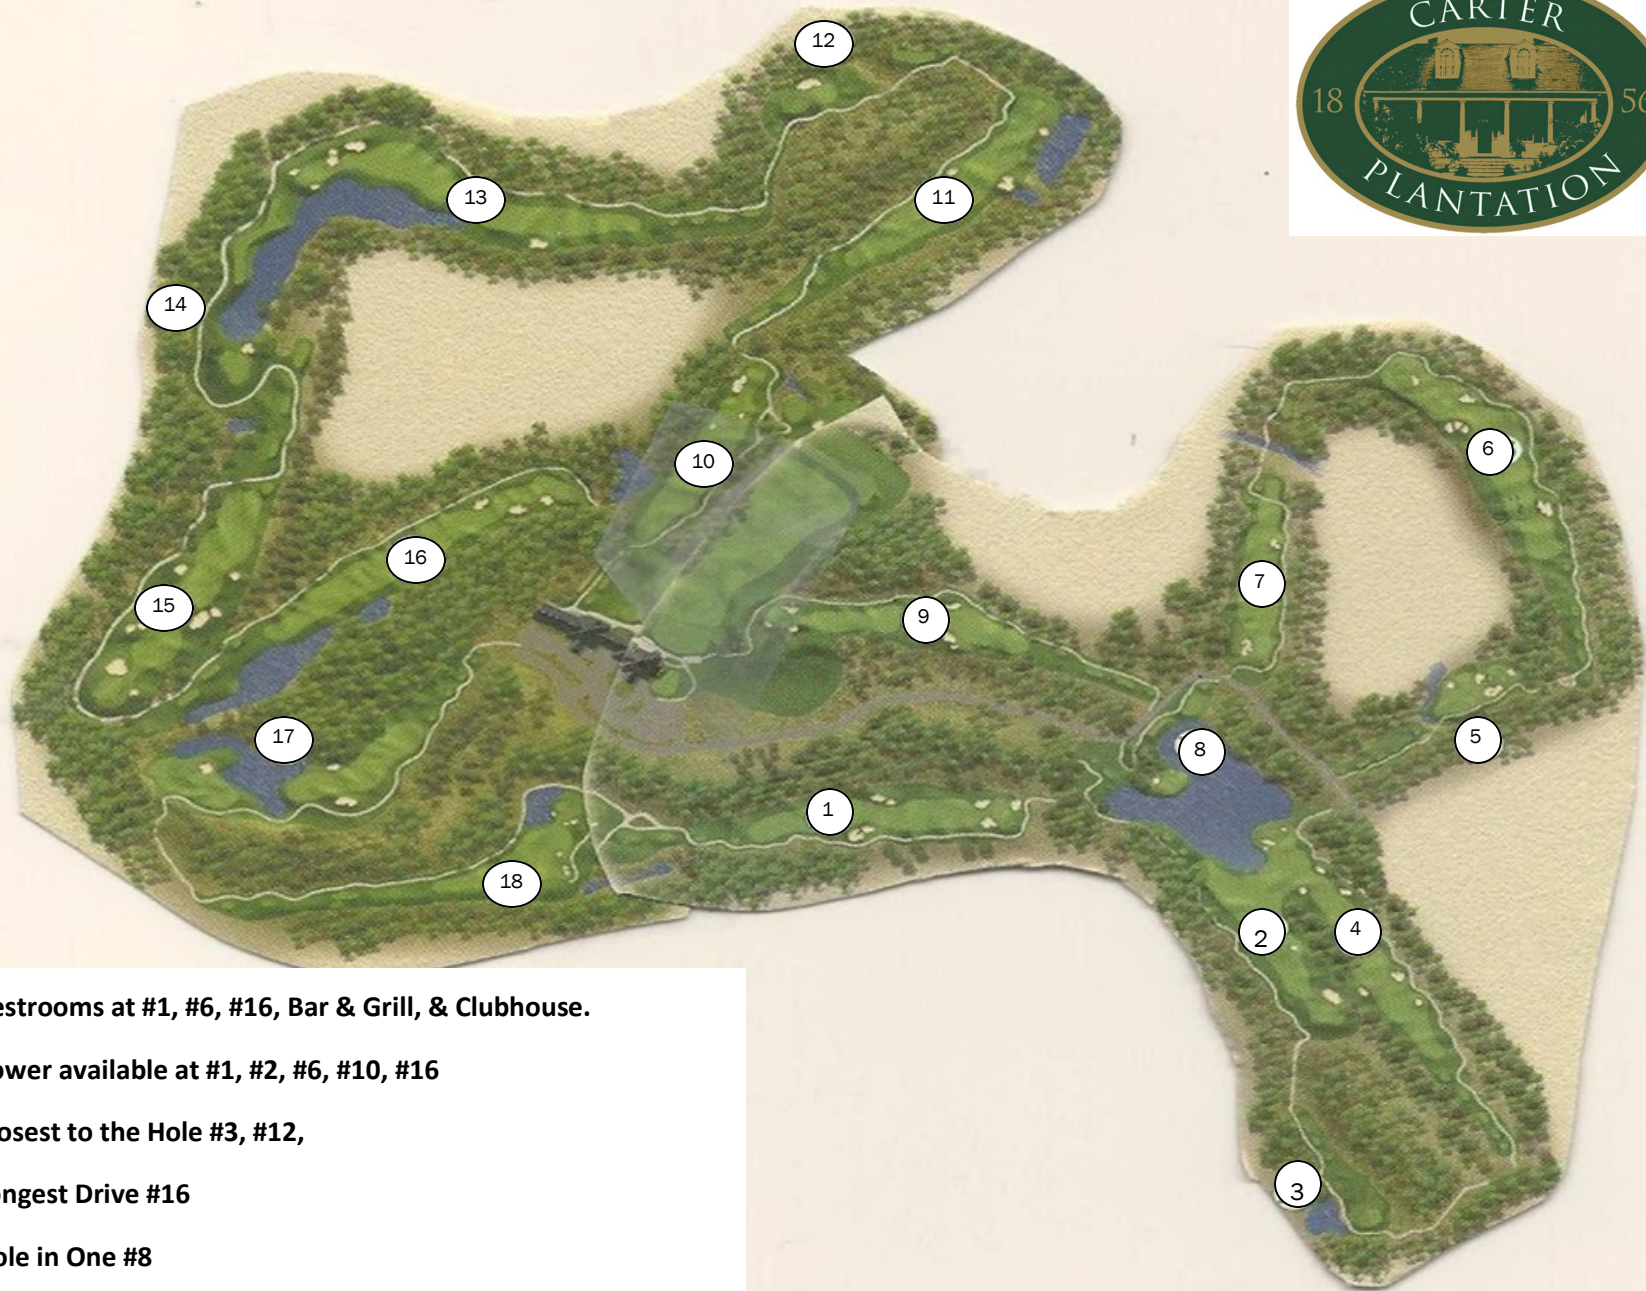 CARTER
18 56
PLANTATION
12
13
11
14
10
6
16
7
15
9
17
8
5
1
18
2
4
3
estrooms at #1, #6, #16, Bar & Grill, & Clubhouse.
ower available at #1, #2, #6, #10, #16
osest to the Hole #3, #12,
ongest Drive #16
ole in One #8